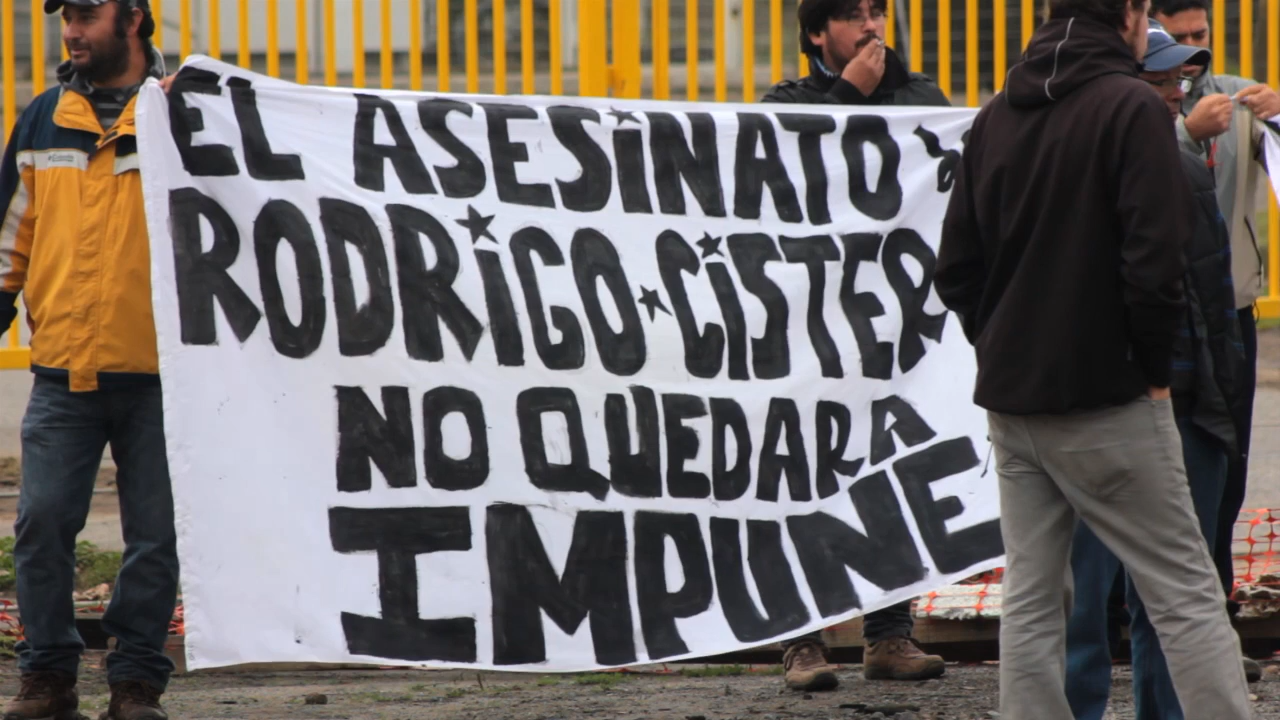 EL ASESiNATO
RODRiGO★CiSTER
NO QUEDARA
IMPUNE